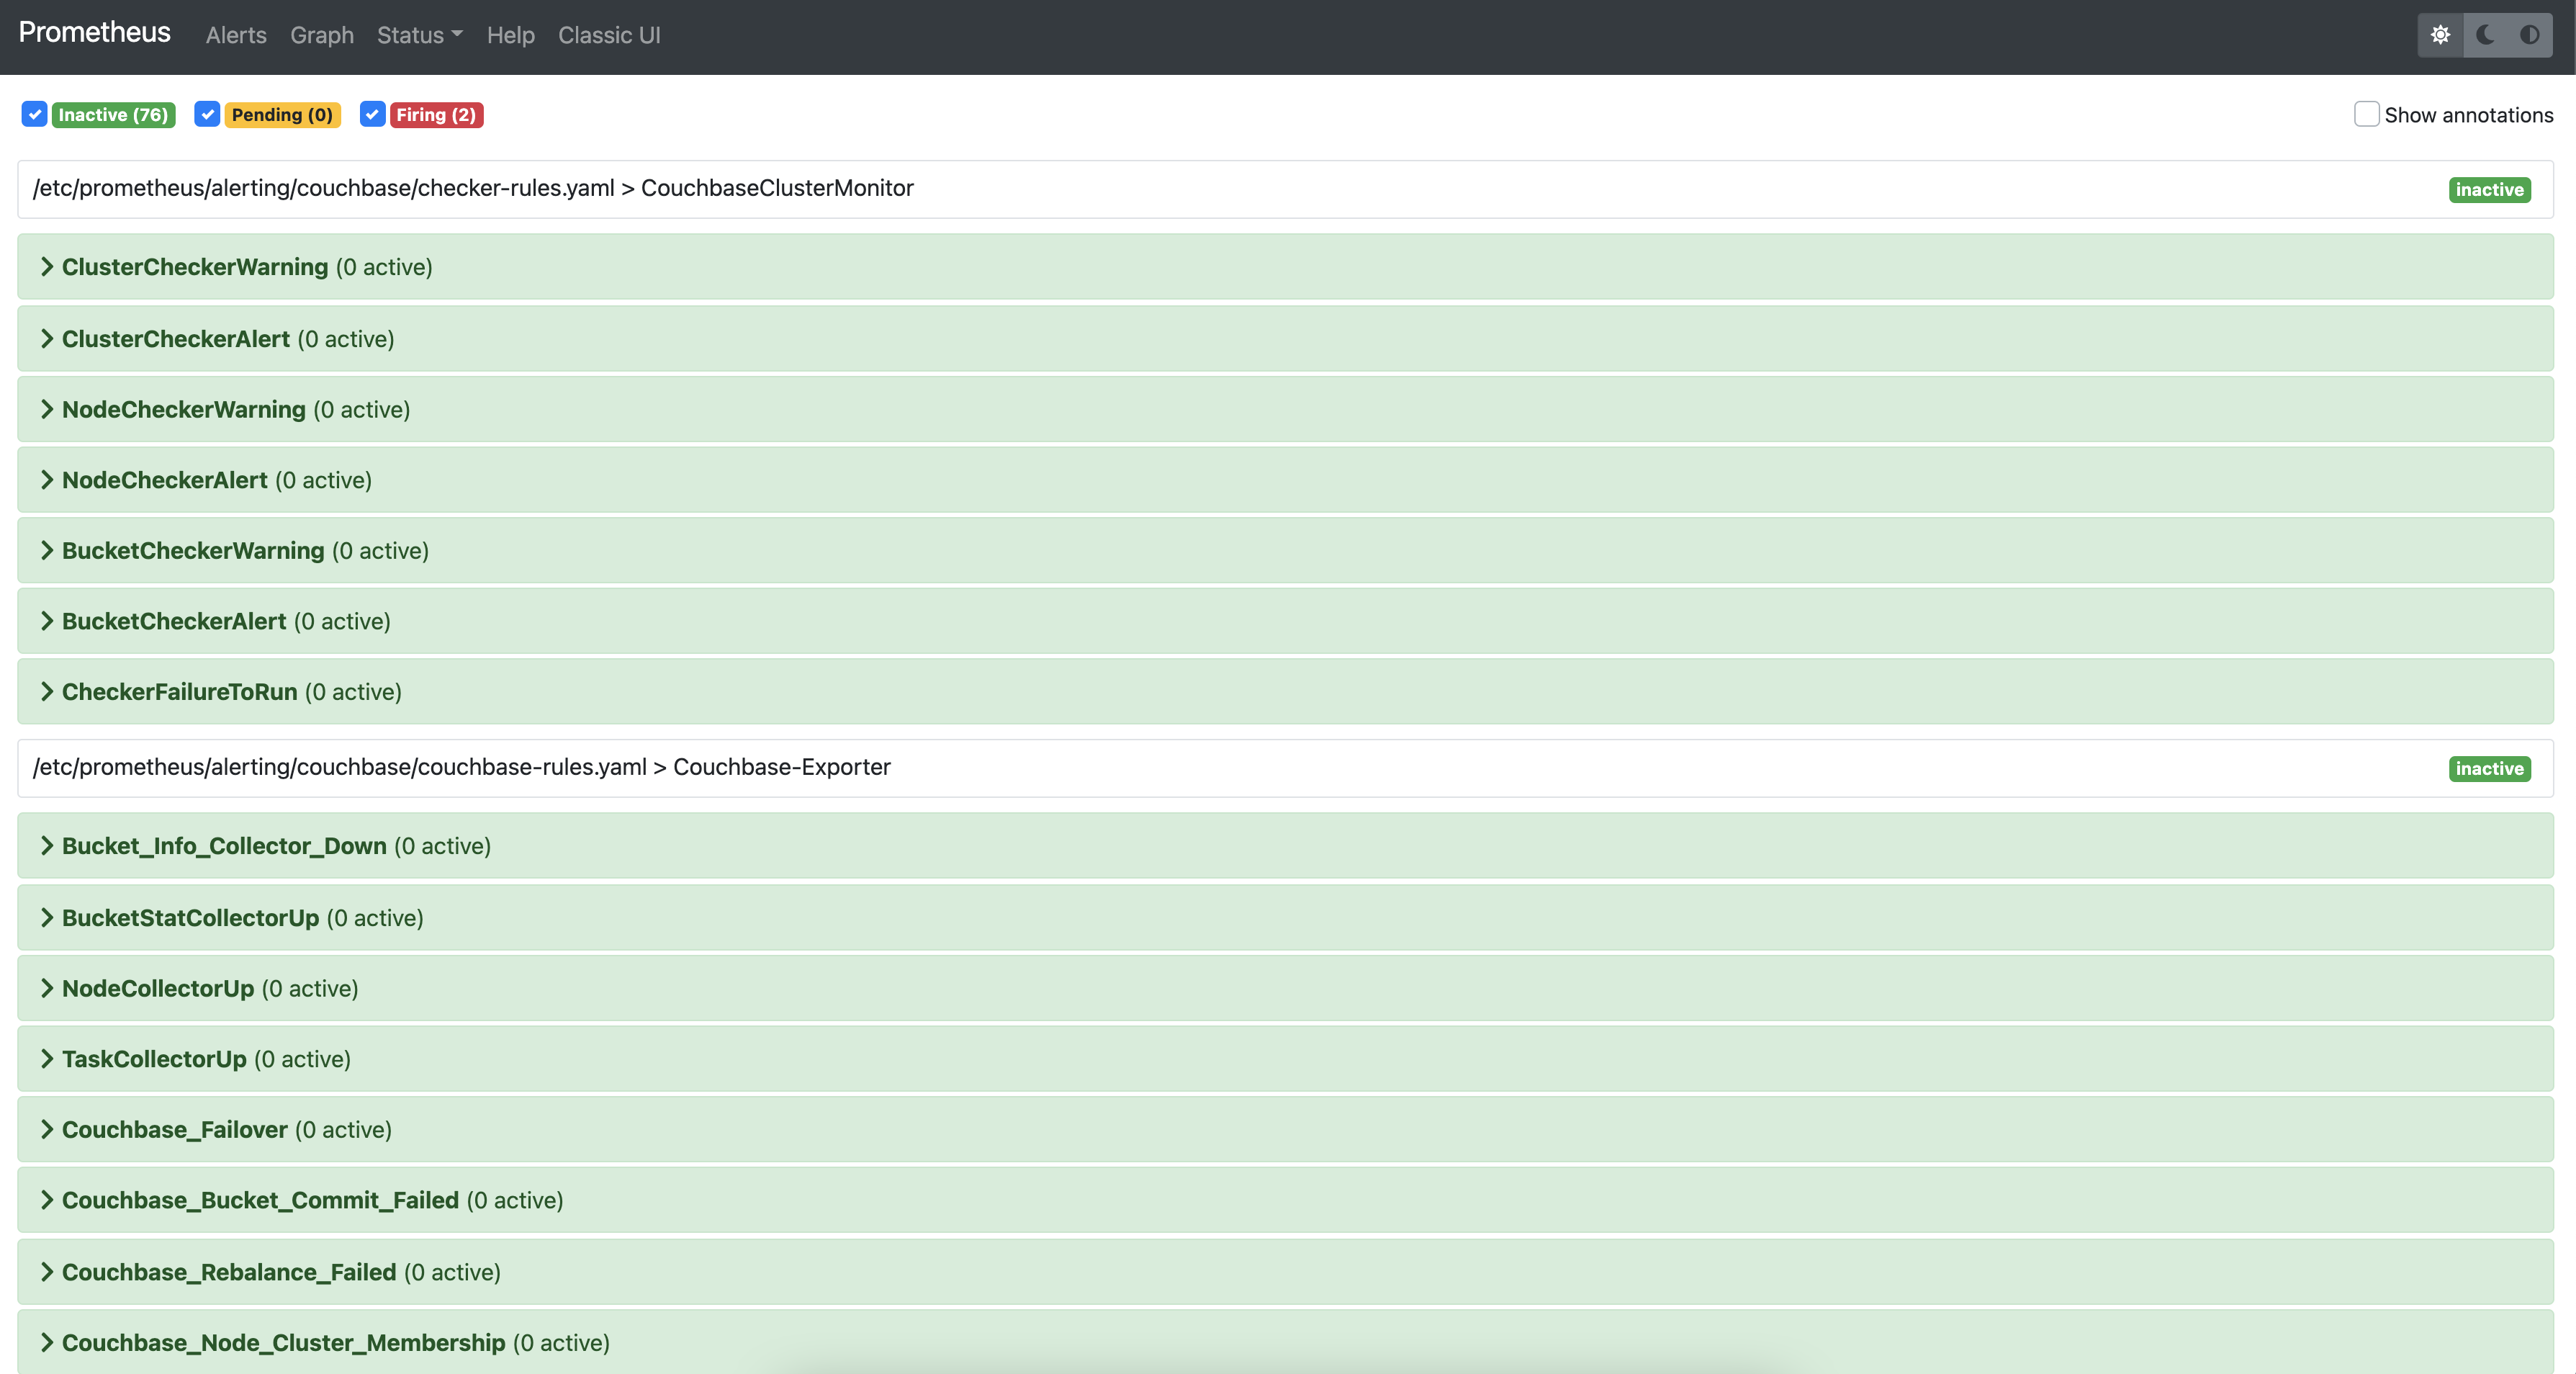 Prometheus Alerts Graph Status Help Classic UI
Inactive (76) Pending (0) Firing (2) Show annotations
/etc/prometheus/alerting/couchbase/checker-rules.yaml > CouchbaseClusterMonitor inactive
ClusterCheckerWarning (0 active)
ClusterCheckerAlert (0 active)
NodeCheckerWarning (0 active)
NodeCheckerAlert (0 active)
BucketCheckerWarning (0 active)
BucketCheckerAlert (0 active)
CheckerFailureToRun (0 active)
/etc/prometheus/alerting/couchbase/couchbase-rules.yaml > Couchbase-Exporter inactive
Bucket_Info_Collector_Down (0 active)
BucketStatCollectorUp (0 active)
NodeCollectorUp (0 active)
TaskCollectorUp (0 active)
Couchbase_Failover (0 active)
Couchbase_Bucket_Commit_Failed (0 active)
Couchbase_Rebalance_Failed (0 active)
Couchbase_Node_Cluster_Membership (0 active)